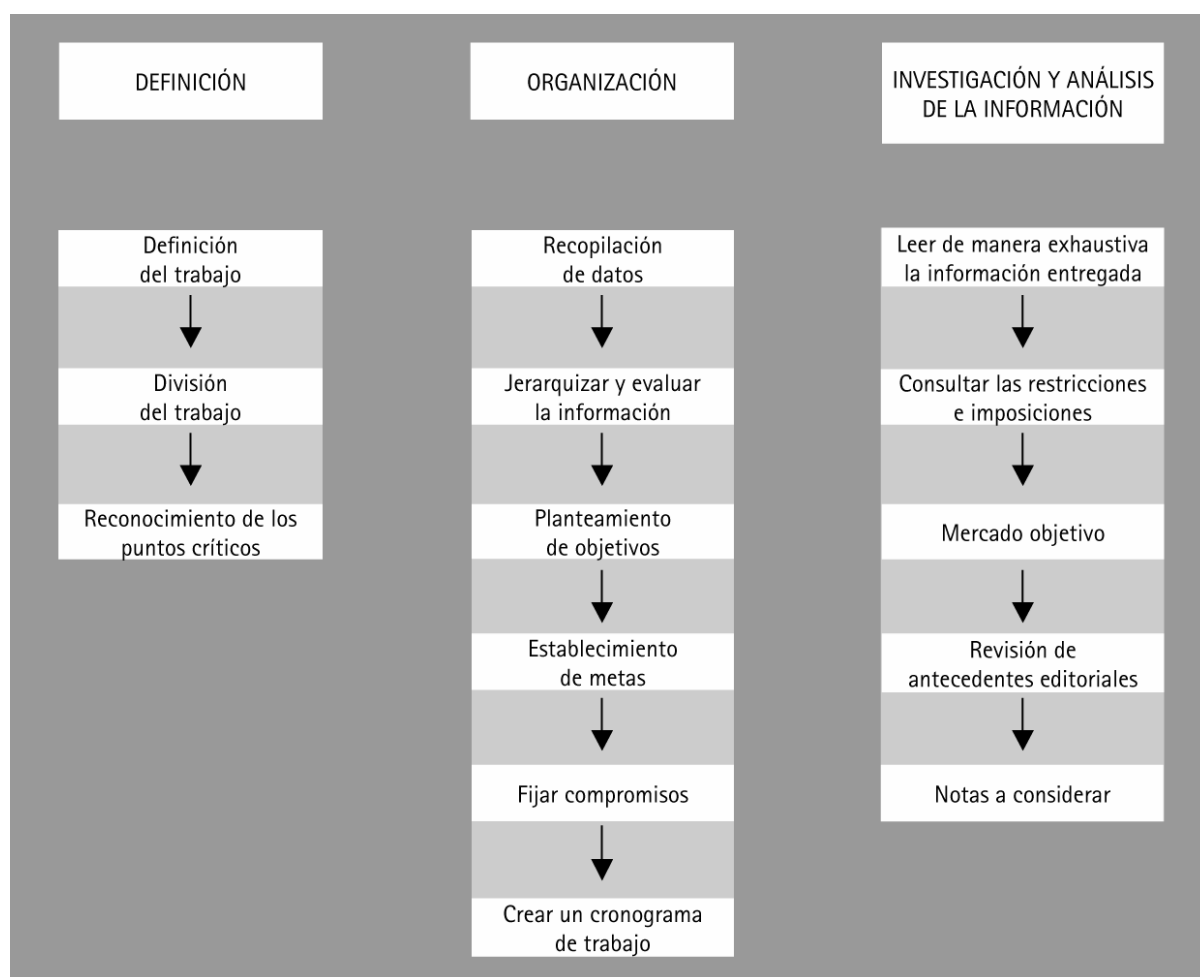 DEFINICIÓN
ORGANIZACIÓN
INVESTIGACIÓN Y ANÁLISIS
DE LA INFORMACIÓN
Definición
del trabajo
División
del trabajo
Reconocimiento de los
puntos críticos
Recopilación
de datos
Jerarquizar y evaluar
la información
Planteamiento
de objetivos
Establecimiento
de metas
Fijar compromisos
Crear un cronograma
de trabajo
Leer de manera exhaustiva
la información entregada
Consultar las restricciones
e imposiciones
Mercado objetivo
Revisión de
antecedentes editoriales
Notas a considerar